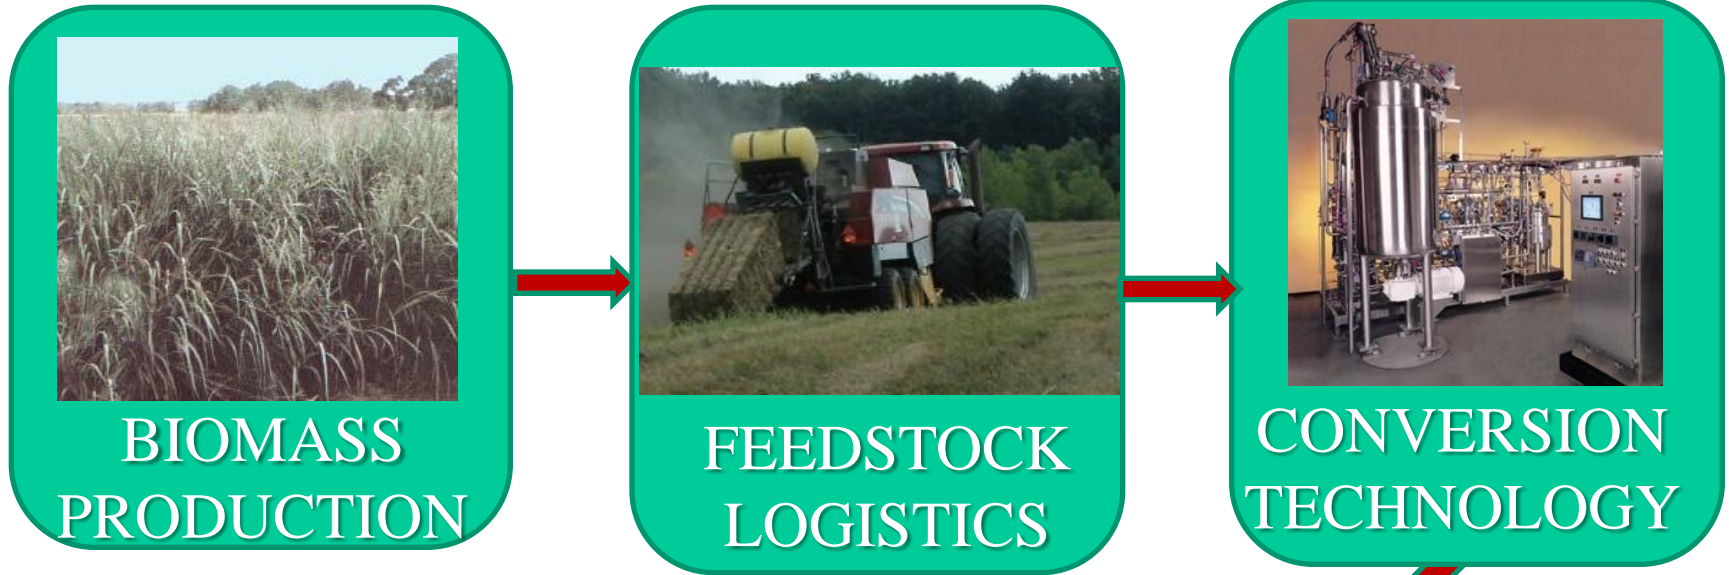 BIOMASS
PRODUCTION
FEEDSTOCK
LOGISTICS
CONVERSION
TECHNOLOGY